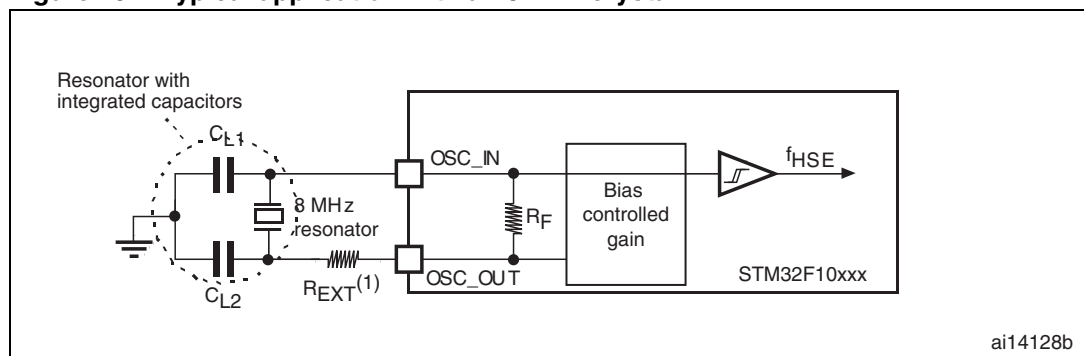 Resonator with
integrated capacitors
CL1
OSC_IN
fHSE
8 MHz
resonator
RF
Bias
controlled
gain
REXT(1)
OSC_OUT
STM32F10xxx
CL2
ai14128b